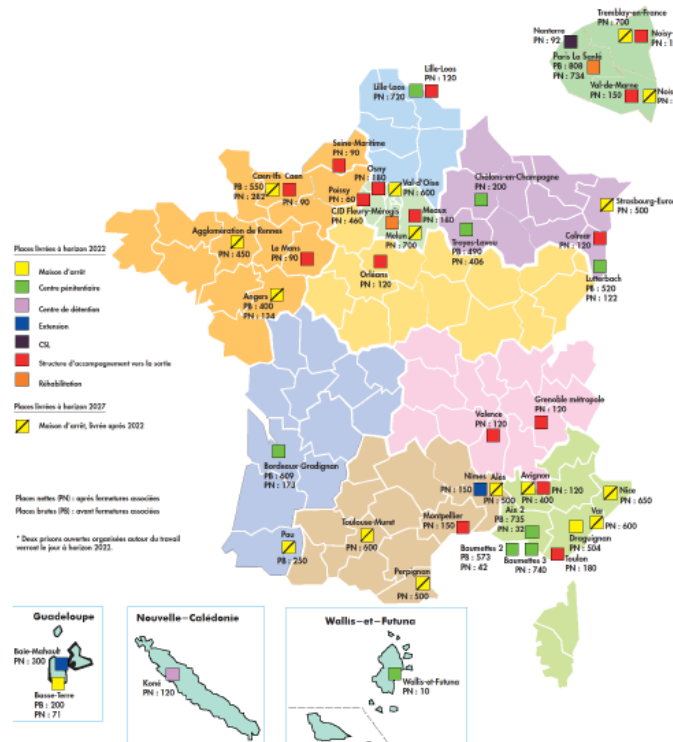 Tremblay-en-France
PN : 700
Nanterre
PN : 92
Noisy-
PN : 1
Paris La Santé
PB : 808
PN : 734
Val-de-Marne
PN : 150
Nois
PN :
Lille-Loos
PN : 120
Lille-Loos
PN : 720
Seine-Maritime
PN : 90
Osny
PN : 180
Caen-Ifs
PB : 550
PN : 282
Caen
PN : 90
Val-d'Oise
PN : 600
Poissy
PN : 60
CJD Fleury-Mérogis
PN : 460
Meaux
PN : 180
Melun
PN : 700
Châlons-en-Champagne
PN : 200
Strasbourg-Euro
PN : 500
Troyes-Lavau
PB : 490
PN : 406
Colmar
PN : 120
Lutterbach
PB : 520
PN : 122
Agglomération de Rennes
PN : 450
Le Mans
PN : 90
Orléans
PN : 120
Angers
PB : 400
PN : 134
Places livrées à horizon 2022
Maison d'arrêt
Centre pénitentiaire
Centre de détention
Extension
CSL
Structure d'accompagnement vers la sortie
Réhabilitation
Places livrées à horizon 2027
Maison d'arrêt, livrée après 2022
Places nettes (PN) : après fermetures associées
Places brutes (PB) : avant fermetures associées
* Deux prisons ouvertes organisées autour du travail
verront le jour à horizon 2022.
Grenoble métropole
PN : 120
Valence
PN : 120
Bordeaux-Gradignan
PB : 609
PN : 173
Nîmes
PN : 150
Alès
PN : 500
Avignon
PN : 400
PN : 120
Nice
PN : 650
Aix 2
PB : 735
PN : 32
Var
PN : 600
Draguignan
PN : 504
Montpellier
PN : 150
Toulouse-Muret
PN : 600
Pau
PB : 250
Baumettes 2
PB : 573
PN : 42
Baumettes 3
PN : 740
Toulon
PN : 180
Perpignan
PN : 500
Guadeloupe
Baie-Mahault
PN : 300
Basse-Terre
PB : 200
PN : 71
Nouvelle-Calédonie
Koné
PN : 120
Wallis-et-Futuna
Wallis-et-Futuna
PN : 10